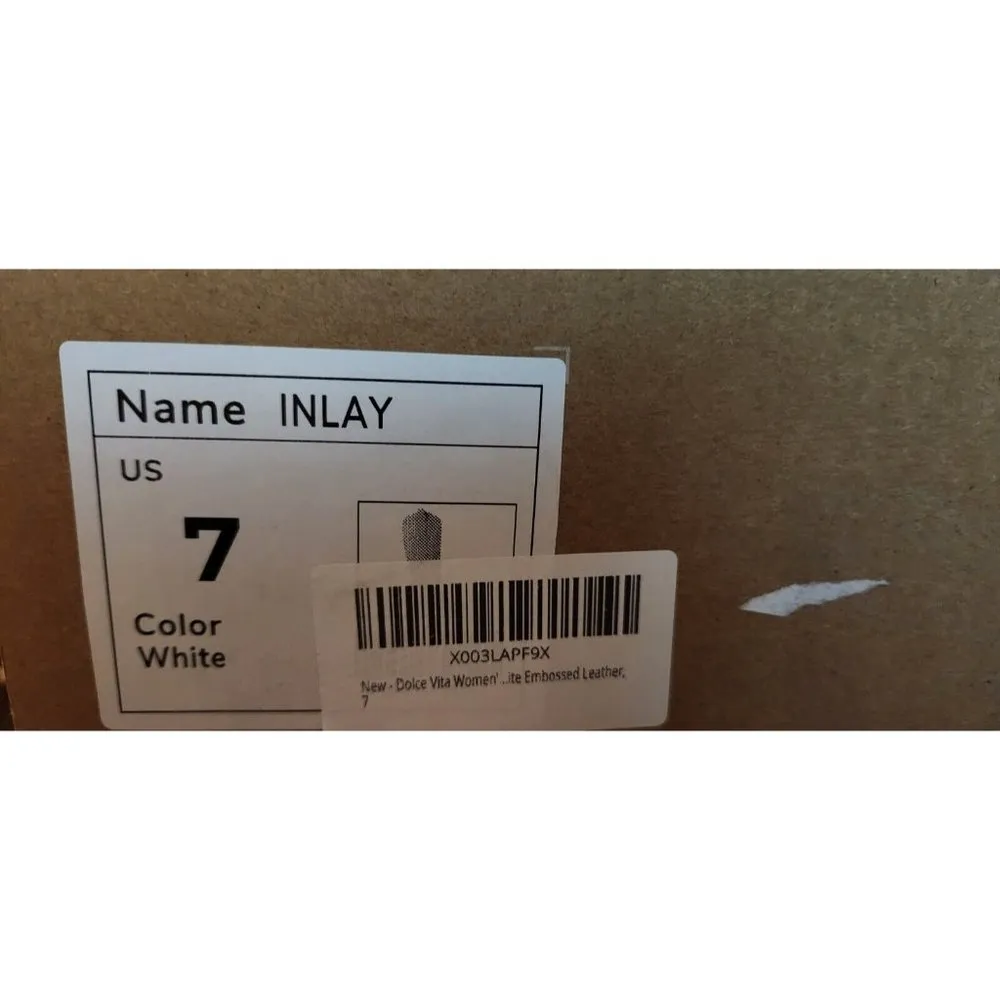 Name INLAY
US
7
Color
White
X003LAPF9X
New - Dolce Vita Women' ...ite Embossed Leather,
7